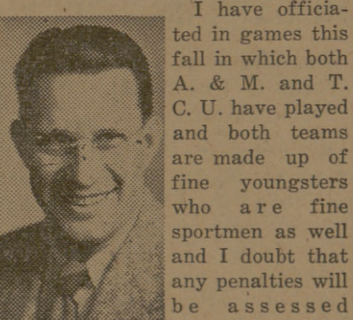 I have officia-
ted in games this
fall in which both
A. & M. and T.
C. U. have played
and both teams
are made up of
fine youngsters
who are fine
sportmen as well
and I doubt that
any penalties will
be assessed